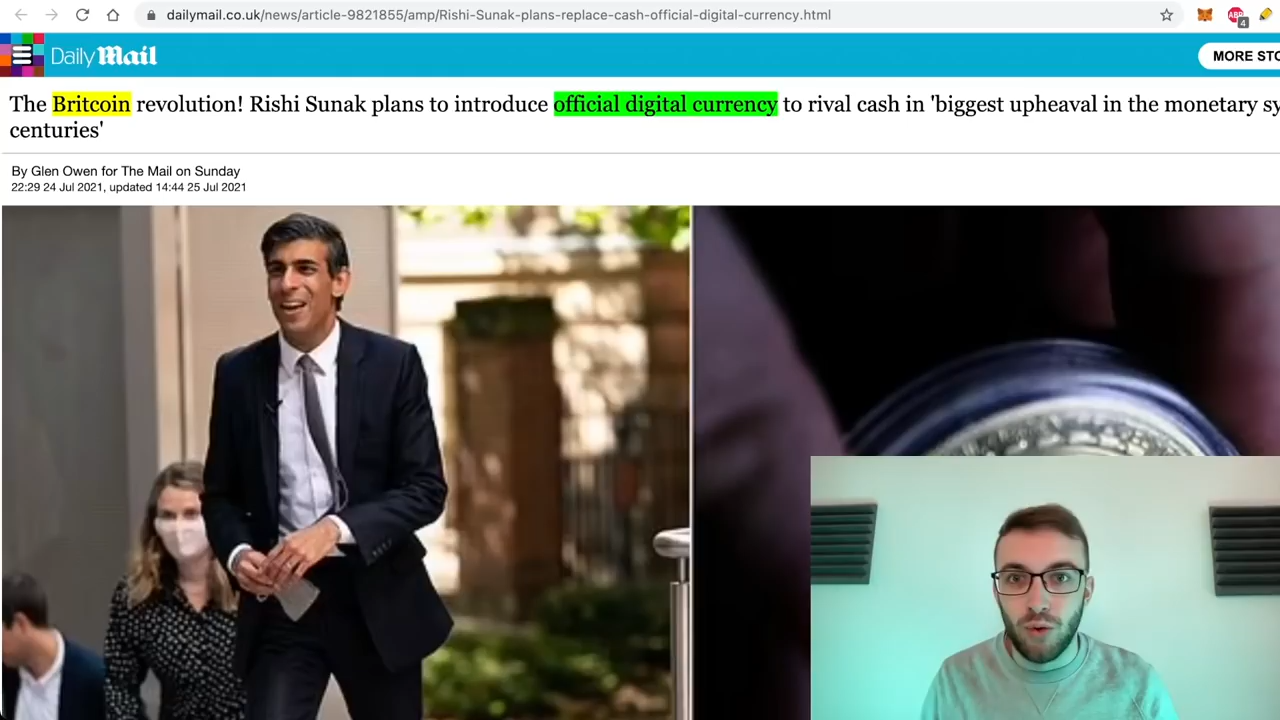 dailymail.co.uk/news/article-9821855/amp/Rishi-Sunak-plans-replace-cash-official-digital-currency.html
ABP
4
Daily Mail
MORE STO
The Britcoin revolution! Rishi Sunak plans to introduce official digital currency to rival cash in 'biggest upheaval in the monetary sy
centuries'
By Glen Owen for The Mail on Sunday
22:29 24 Jul 2021, updated 14:44 25 Jul 2021